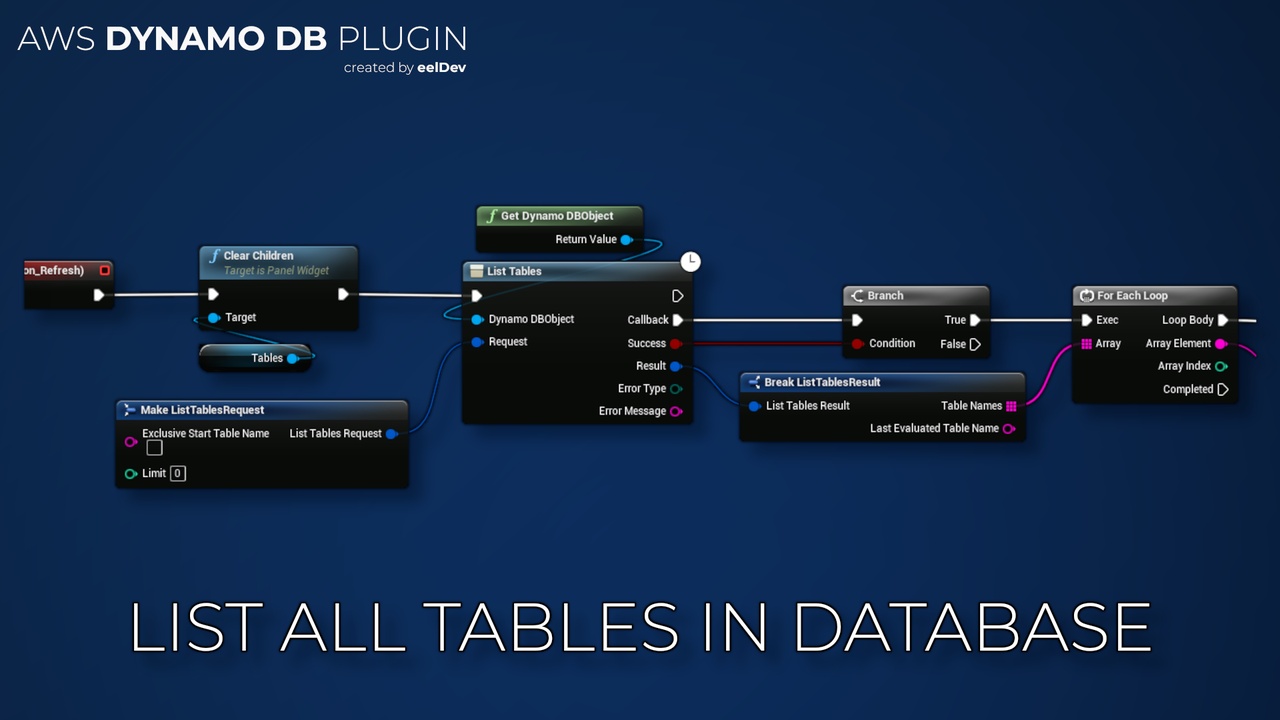 AWS DYNAMO DB PLUGIN
created by eelDev
Get Dynamo DBObject
Return Value
on_Refresh)
Clear Children
Target is Panel Widget
Target
Tables
List Tables
Dynamo DBObject
Callback
Request
Success
Result
Error Type
Error Message
Make ListTablesRequest
Exclusive Start Table Name
List Tables Request
Limit 0
Branch
True
Condition
False
Break ListTablesResult
List Tables Result
Table Names
Last Evaluated Table Name
For Each Loop
Exec
Loop Body
Array
Array Element
Array Index
Completed
LIST ALL TABLES IN DATABASE